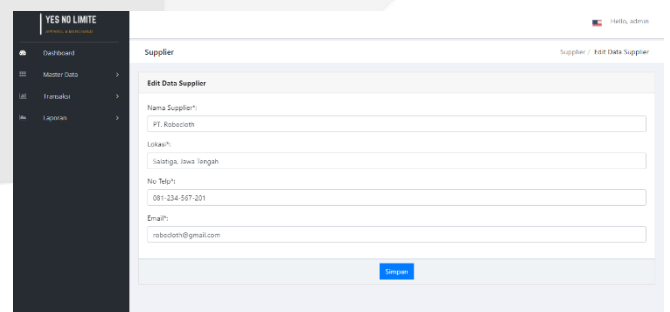 YES NO LIMITE
Hello, Admin
Dashboard
Supplier
Supplier / Edit Data Supplier
Master Data
Edit Data Supplier
Transaksi
Nama Supplier*:
Laporan
PT. Robecloth
Lokasi*:
Salatiga, Jawa Tengah
No Telp*:
081-234-567-201
Email*:
robecloth@gmail.com
Simpan